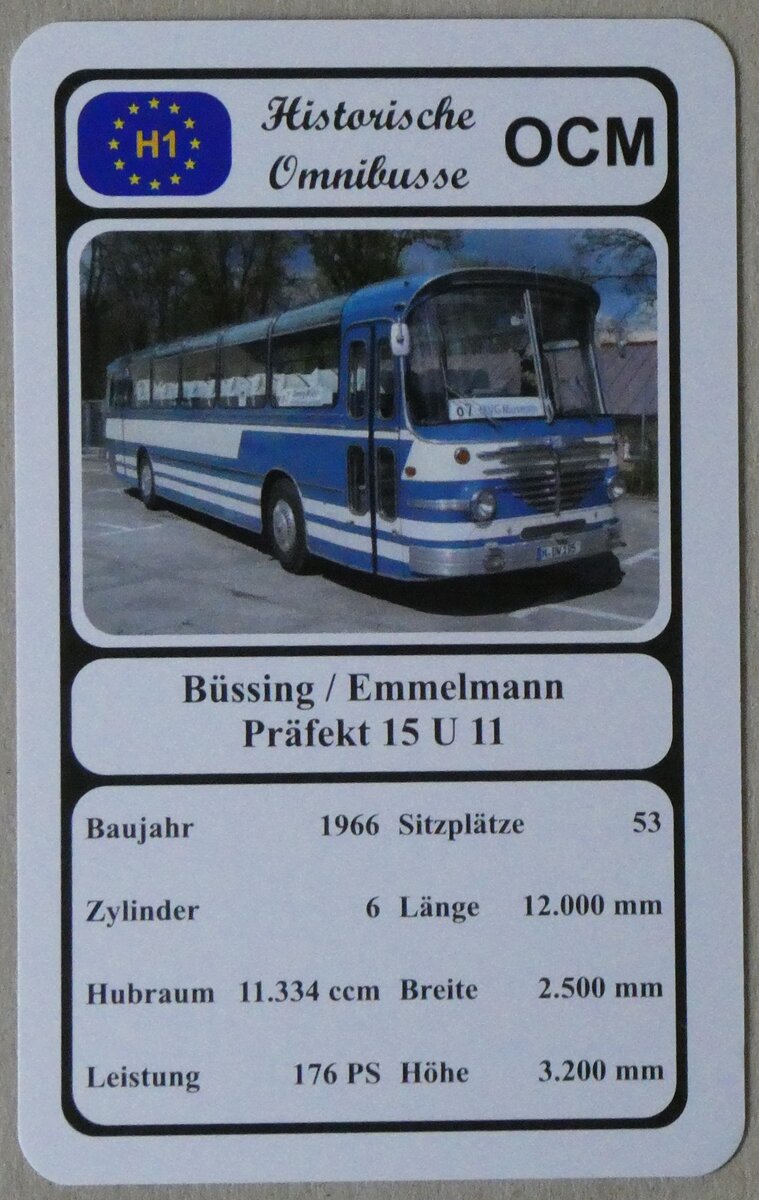 H1
Historische
Omnibusse
OCM
07
Büssing / Emmelmann
Präfekt 15 U 11
Baujahr 1966 Sitzplätze 53
Zylinder 6 Länge 12.000 mm
Hubraum 11.334 ccm Breite 2.500 mm
Leistung 176 PS Höhe 3.200 mm